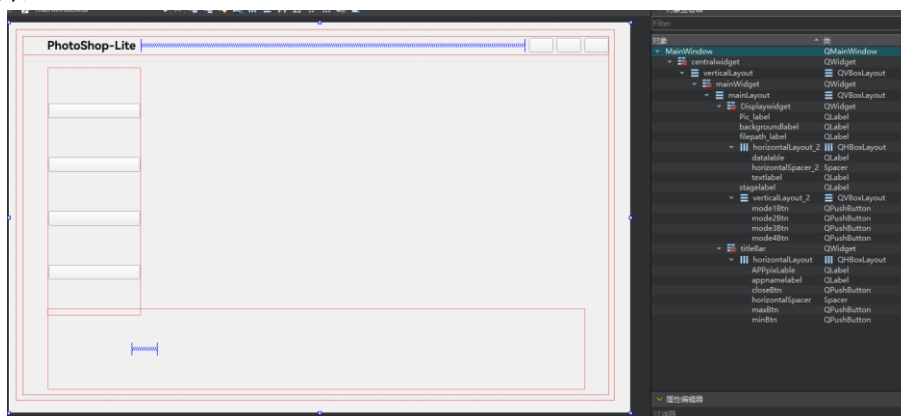 PhotoShop-Lite
Filter
对象 类
MainWindow QMainWindow
centralwidget QWidget
verticalLayout QVBoxLayout
mainWidget QWidget
mainLayout QVBoxLayout
Displaywidget QWidget
Pic_label QLabel
backgroundlabel QLabel
filepath_label QLabel
horizontalLayout_2 QHBoxLayout
datalable QLabel
horizontalSpacer_2 Spacer
textlabel QLabel
stagelabel QLabel
verticalLayout_2 QVBoxLayout
mode1Btn QPushButton
mode2Btn QPushButton
mode3Btn QPushButton
mode4Btn QPushButton
titleBar QWidget
horizontalLayout QHBoxLayout
APPpixLable QLabel
appnamelabel QLabel
closeBtn QPushButton
horizontalSpacer Spacer
maxBtn QPushButton
minBtn QPushButton
属性编辑器